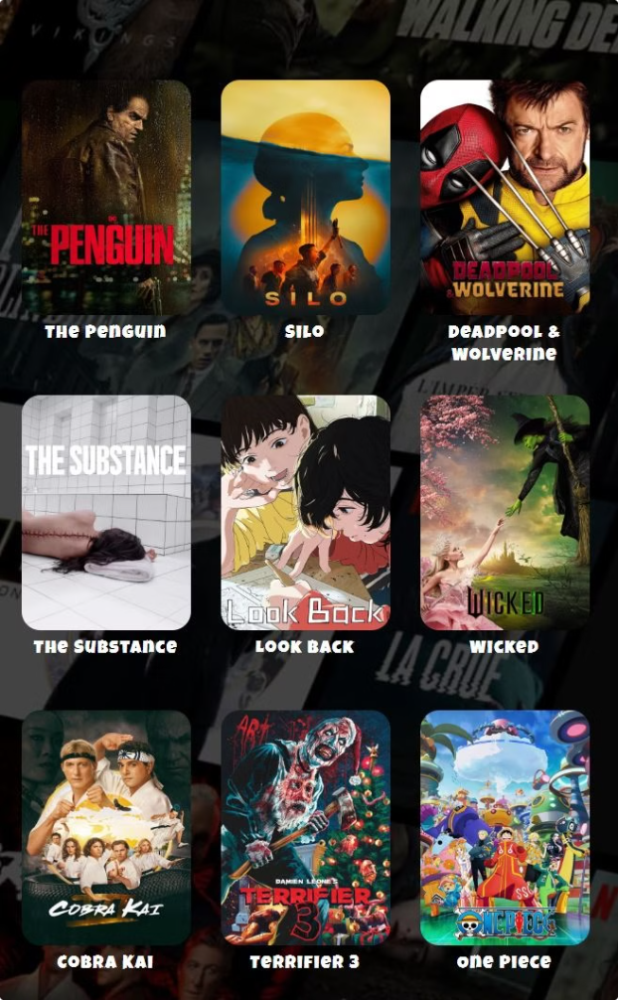 VIKINGS
WALKING DE
THE
PENGUIN
SILO
DEADPOOL
& WOLVERINE
The Penguin
Silo
Deadpool &
Wolverine
THE SUBSTANCE
Look Back
WICKED
The Substance
Look Back
Wicked
LA CRUE
COBRA KAI
ART
DAMIEN LEONE'S
TERRIFIER
3
ONE PIECE
Cobra Kai
Terrifier 3
One Piece